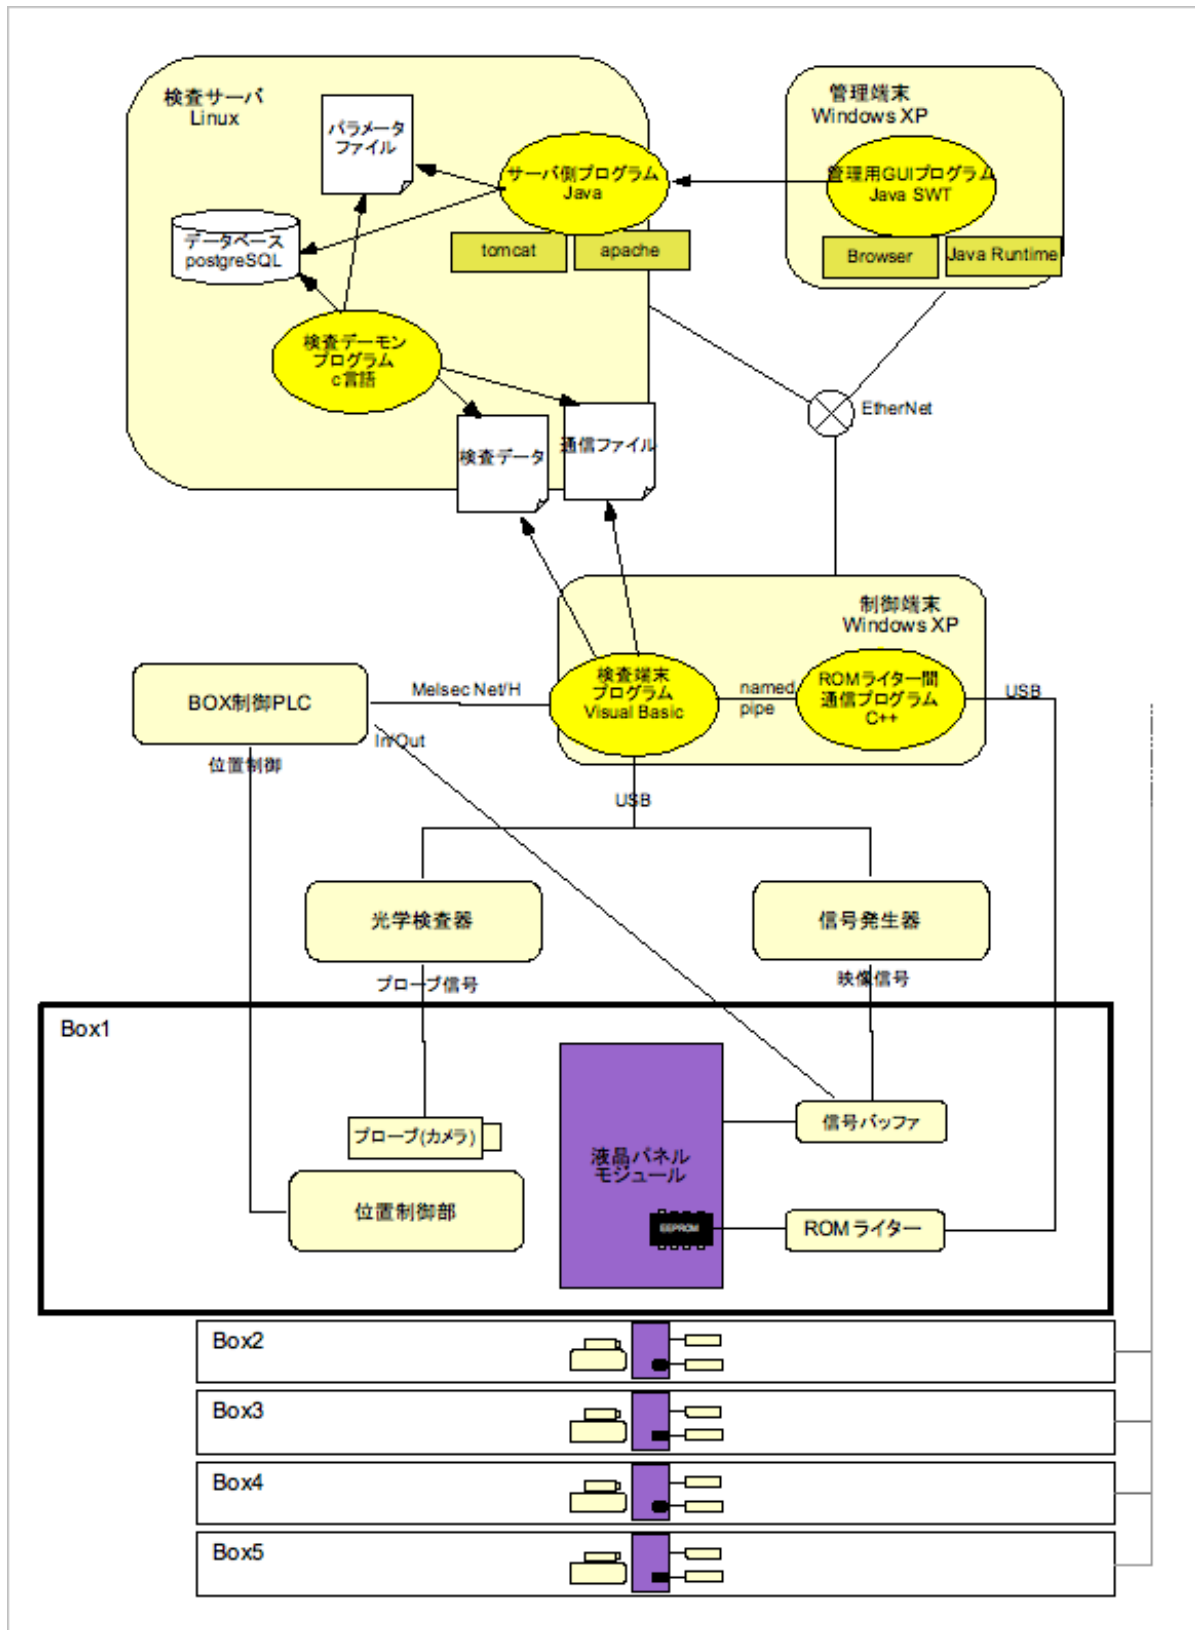 検査サーバ
Linux
管理端末
Windows XP
パラメータ
ファイル
サーバ側プログラム
Java
管理用GUIプログラム
Java SWT
データベース
postgreSQL
tomcat
apache
Browser
Java Runtime
検査デーモン
プログラム
c言語
EtherNet
検査データ
通信ファイル
制御端末
Windows XP
BOX制御PLC
Melsec Net/H
検査端末
プログラム
Visual Basic
named
pipe
ROMライター間
通信プログラム
C++
USB
In/Out
位置制御
USB
光学検査器
信号発生器
プローブ信号
映像信号
Box1
プローブ(カメラ)
信号バッファ
液晶パネル
モジュール
位置制御部
EEPROM
ROMライター
Box2
Box3
Box4
Box5